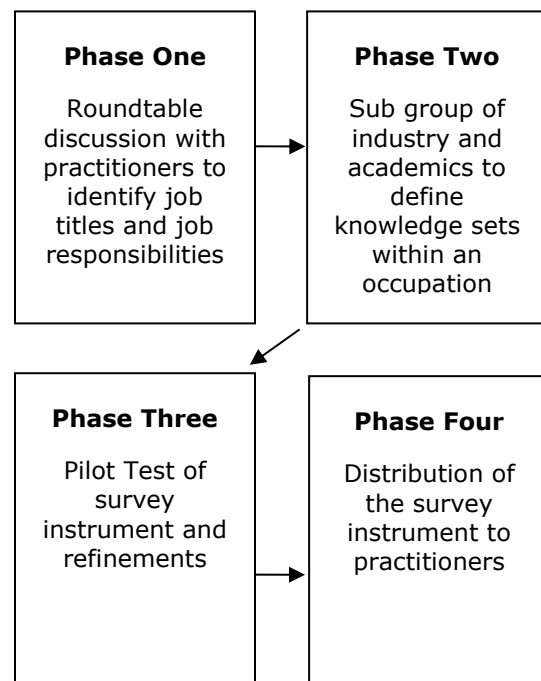 Phase One
Roundtable
discussion with
practitioners to
identify job
titles and job
responsibilities
Phase Two
Sub group of
industry and
academics to
define
knowledge sets
within an
occupation
Phase Three
Pilot Test of
survey
instrument and
refinements
Phase Four
Distribution of
the survey
instrument to
practitioners